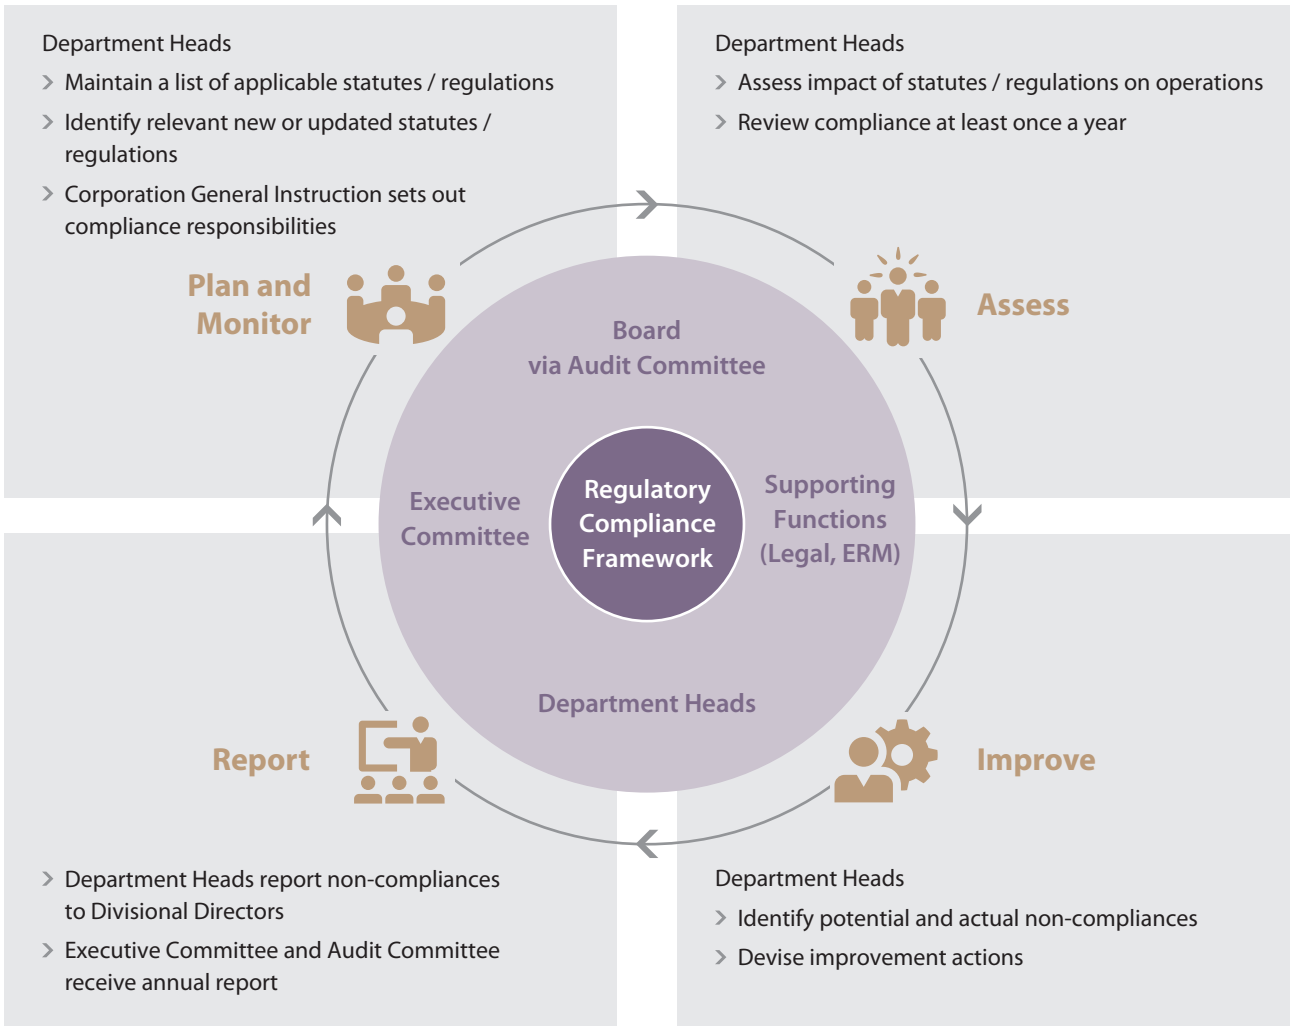 Department Heads
Maintain a list of applicable statutes / regulations
Identify relevant new or updated statutes /
regulations
Corporation General Instruction sets out
compliance responsibilities
Plan and
Monitor
Department Heads
Assess impact of statutes / regulations on operations
Review compliance at least once a year
Assess
Board
via Audit Committee
Executive
Committee
Regulatory
Compliance
Framework
Supporting
Functions
(Legal, ERM)
Department Heads
Report
Department Heads report non-compliances
to Divisional Directors
Executive Committee and Audit Committee
receive annual report
Improve
Department Heads
Identify potential and actual non-compliances
Devise improvement actions